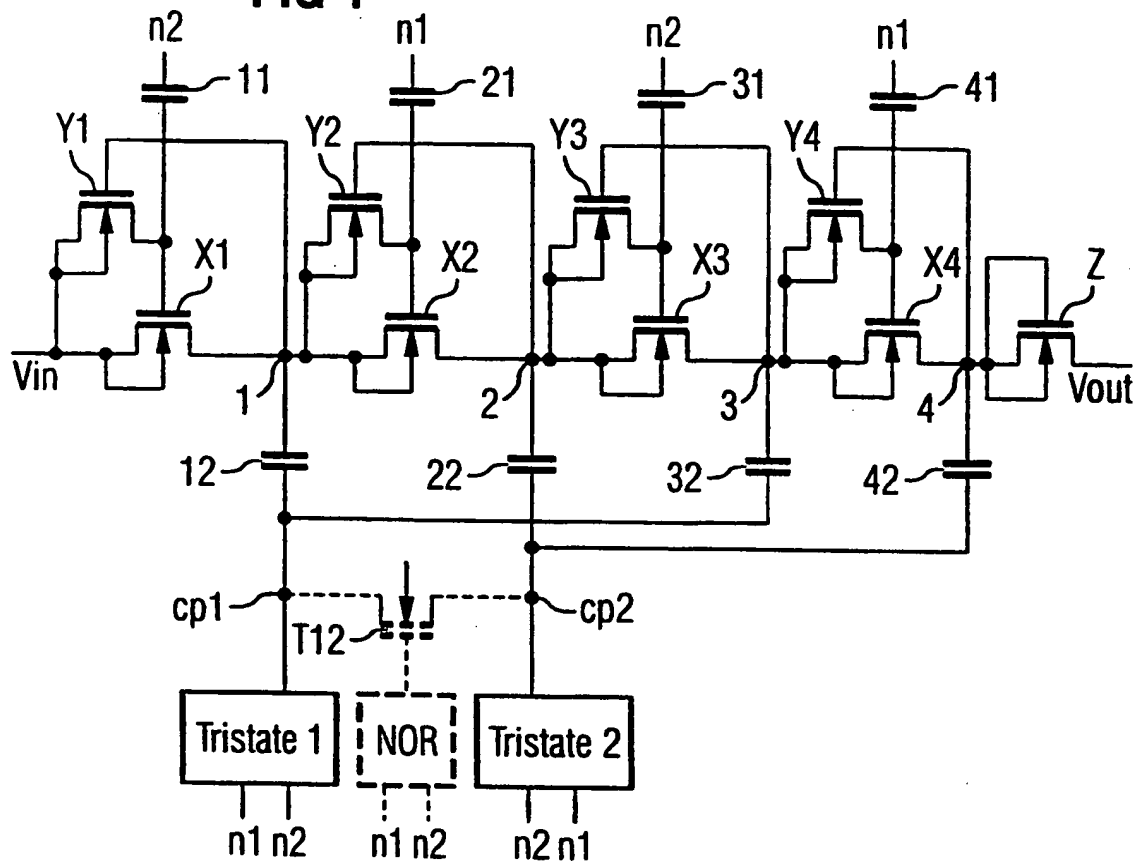 n2 n1 n2 n1
11 21 31 41
Y1 Y2 Y3 Y4
X1 X2 X3 X4 Z
Vin 1 2 3 4 Vout
12 22 32 42
cp1 T12 cp2
Tristate 1 NOR Tristate 2
n1 n2 n1 n2 n2 n1